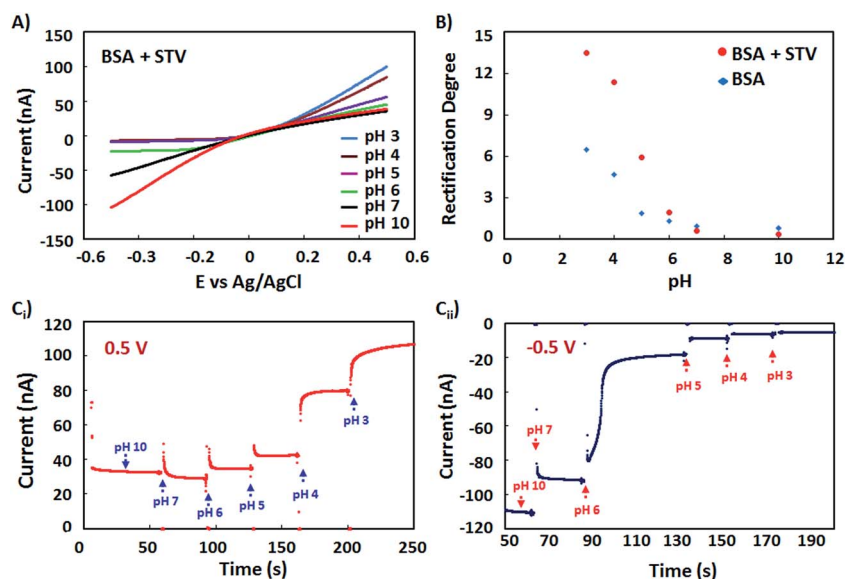 A)
BSA + STV
Current (nA)
150
100
50
0
-50
-100
-150
-0.6 -0.4 -0.2 0 0.2 0.4 0.6
E vs Ag/AgCl
pH 3
pH 4
pH 5
pH 6
pH 7
pH 10
B)
Rectification Degree
15
12
9
6
3
0
0 2 4 6 8 10 12
pH
BSA + STV
BSA
Ci)
0.5 V
Current (nA)
120
100
80
60
40
20
0
0 50 100 150 200 250
Time (s)
pH 10
pH 7
pH 6
pH 5
pH 4
pH 3
Cii)
-0.5 V
Current (nA)
0
-20
-40
-60
-80
-100
-120
50 70 90 110 130 150 170 190
Time (s)
pH 10
pH 7
pH 6
pH 5
pH 4
pH 3